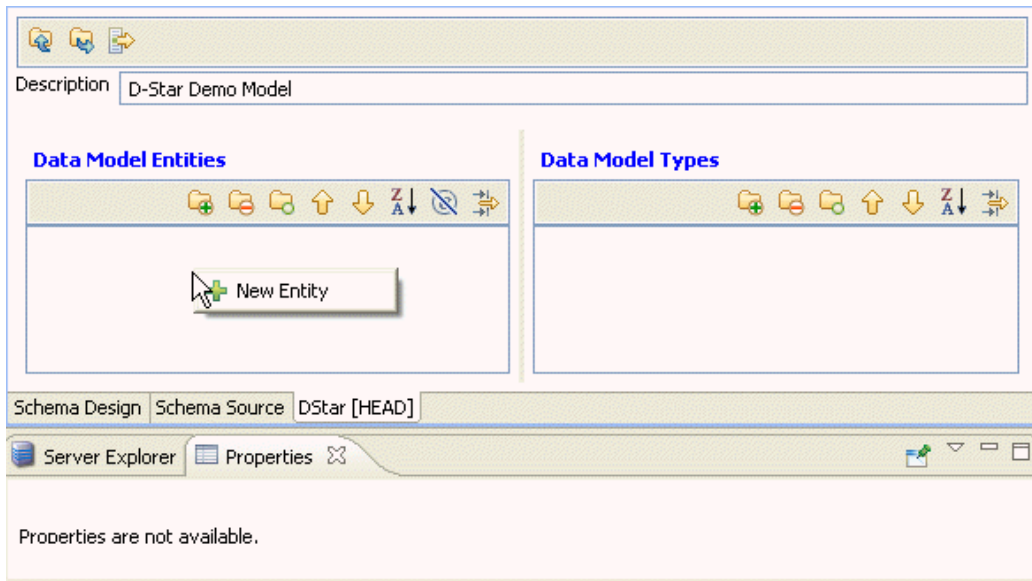 Description D-Star Demo Model
Data Model Entities
Data Model Types
New Entity
Schema Design Schema Source DStar [HEAD]
Server Explorer Properties
Properties are not available.